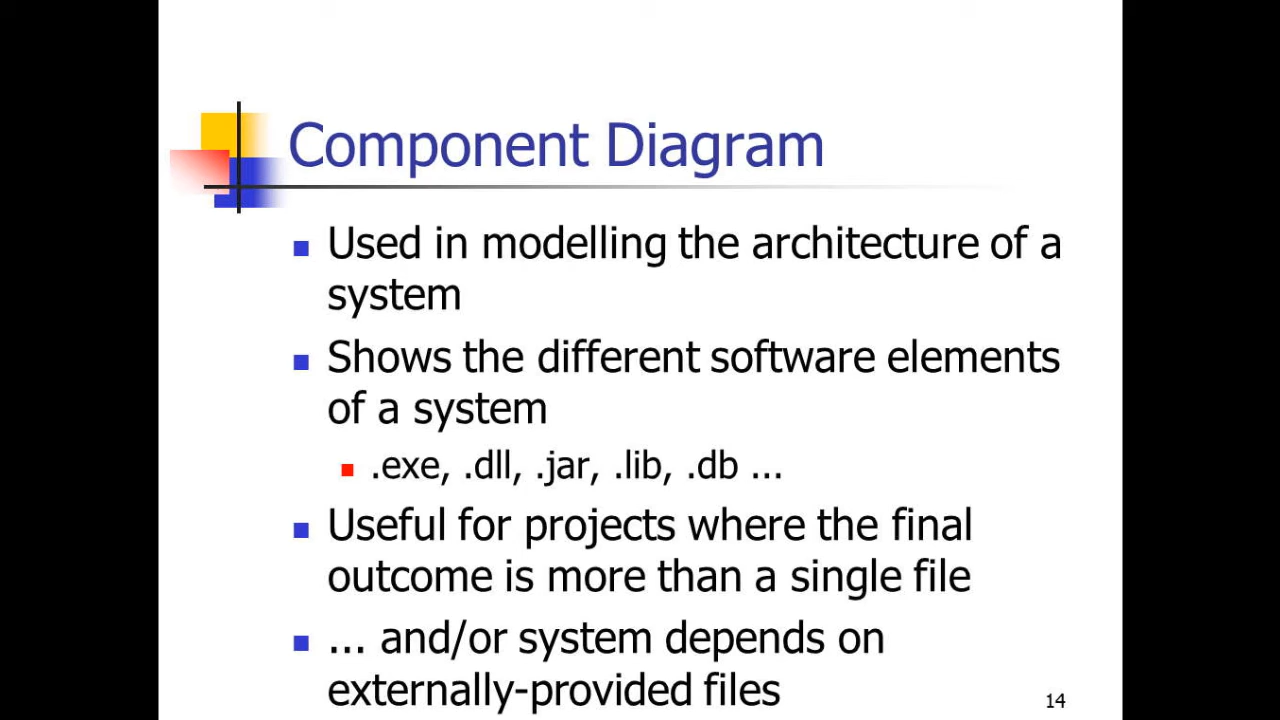 Component Diagram
Used in modelling the architecture of a
system
Shows the different software elements
of a system
.exe, .dll, .jar, .lib, .db ...
Useful for projects where the final
outcome is more than a single file
... and/or system depends on
externally-provided files
14